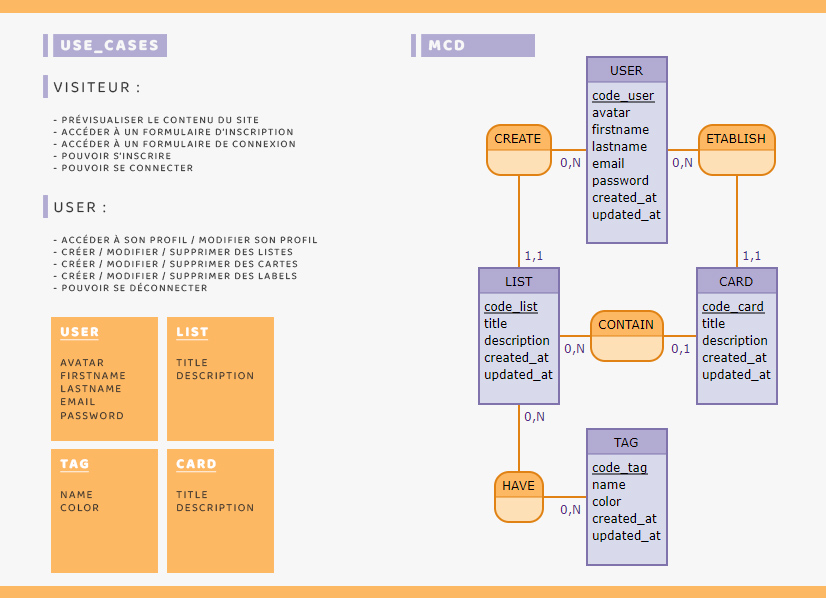 USE_CASES
VISITEUR :
- PRÉVISUALISER LE CONTENU DU SITE
- ACCÉDER À UN FORMULAIRE D'INSCRIPTION
- ACCÉDER À UN FORMULAIRE DE CONNEXION
- POUVOIR S'INSCRIRE
- POUVOIR SE CONNECTER
USER :
- ACCÉDER À SON PROFIL / MODIFIER SON PROFIL
- CRÉER / MODIFIER / SUPPRIMER DES LISTES
- CRÉER / MODIFIER / SUPPRIMER DES CARTES
- CRÉER / MODIFIER / SUPPRIMER DES LABELS
- POUVOIR SE DÉCONNECTER
USER
AVATAR
FIRSTNAME
LASTNAME
EMAIL
PASSWORD
LIST
TITLE
DESCRIPTION
TAG
NAME
COLOR
CARD
TITLE
DESCRIPTION
MCD
USER
code_user
avatar
firstname
lastname
email
password
created_at
updated_at
CREATE
0,N
0,N
ETABLISH
1,1
1,1
LIST
code_list
title
description
created_at
updated_at
CONTAIN
0,N
0,1
CARD
code_card
title
description
created_at
updated_at
0,N
HAVE
0,N
TAG
code_tag
name
color
created_at
updated_at